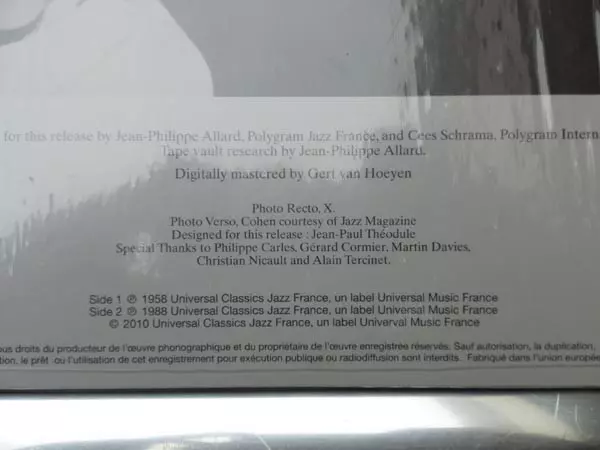 for this release by Jean-Philippe Allard, Polygram Jazz France, and Cees Schrama, Polygram Intern
Tape vault research by Jean-Philippe Allard.
Digitally mastered by Gert van Hoeyen
Photo Recto, X.
Photo Verso, Cohen courtesy of Jazz Magazine
Designed for this release : Jean-Paul Théodule
Special Thanks to Philippe Carles, Gérard Cormier, Martin Davies,
Christian Nicault and Alain Tercinet.
Side 1 ℗ 1958 Universal Classics Jazz France, un label Universal Music France
Side 2 ℗ 1988 Universal Classics Jazz France, un label Universal Music France
© 2010 Universal Classics Jazz France, un label Univerval Music France
ous droits du producteur de l'œuvre phonographique et du propriétaire de l'œuvre enregistrée réservés. Sauf autorisation, la duplication,
tion, le prêt ou l'utilisation de cet enregistrement pour exécution publique ou radiodiffusion sont interdits. Fabriqué dans l'union europée